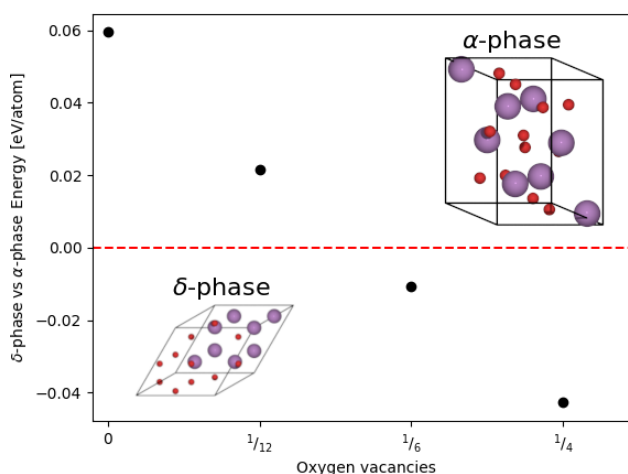 δ-phase vs α-phase Energy [eV/atom]
0.06
0.04
0.02
0.00
−0.02
−0.04
α-phase
δ-phase
0
1/12
1/6
1/4
Oxygen vacancies